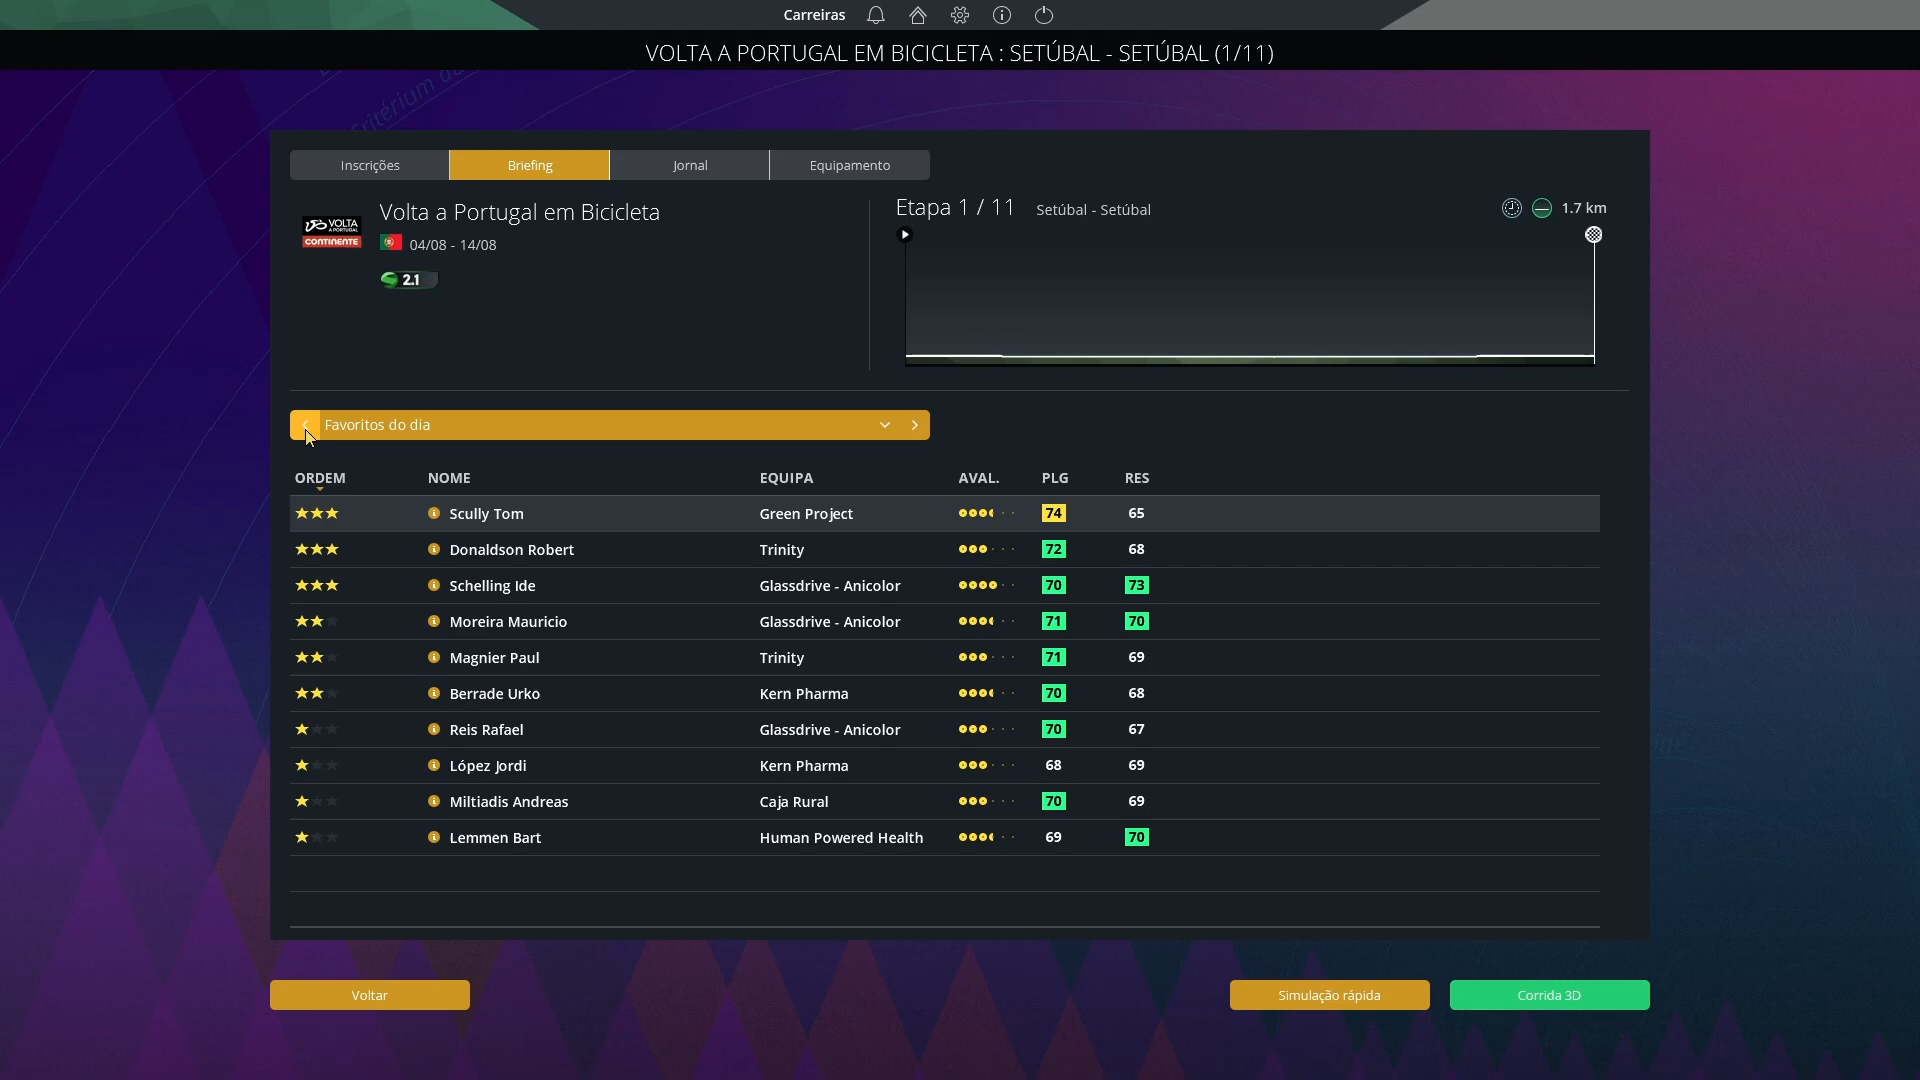 Carreiras
VOLTA A PORTUGAL EM BICICLETA : SETÚBAL - SETÚBAL (1/11)
Critérium du
Inscrições Briefing Jornal Equipamento
VOLTA
A PORTUGAL
CONTINENTE
Volta a Portugal em Bicicleta
04/08 - 14/08
2.1
Etapa 1 / 11 Setúbal - Setúbal 1.7 km
Favoritos do dia
ORDEM NOME EQUIPA AVAL. PLG RES
Scully Tom Green Project 74 65
Donaldson Robert Trinity 72 68
Schelling Ide Glassdrive - Anicolor 70 73
Moreira Mauricio Glassdrive - Anicolor 71 70
Magnier Paul Trinity 71 69
Berrade Urko Kern Pharma 70 68
Reis Rafael Glassdrive - Anicolor 70 67
López Jordi Kern Pharma 68 69
Miltiadis Andreas Caja Rural 70 69
Lemmen Bart Human Powered Health 69 70
Voltar Simulação rápida Corrida 3D